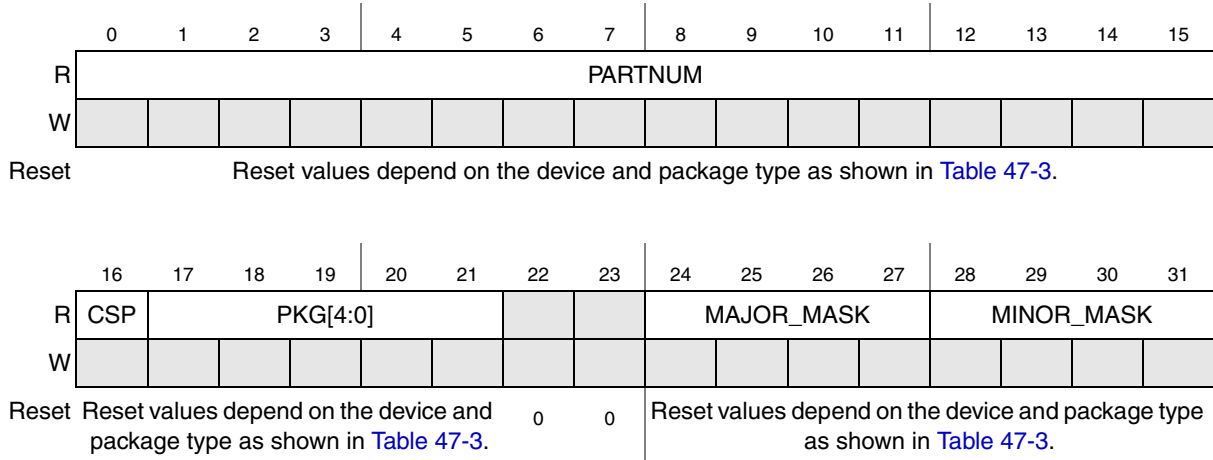 0 1 2 3 4 5 6 7 8 9 10 11 12 13 14 15
R PARTNUM
W
Reset Reset values depend on the device and package type as shown in Table 47-3.
16 17 18 19 20 21 22 23 24 25 26 27 28 29 30 31
R CSP PKG[4:0] MAJOR_MASK MINOR_MASK
W
Reset Reset values depend on the device and 0 0 Reset values depend on the device and package type
package type as shown in Table 47-3. as shown in Table 47-3.